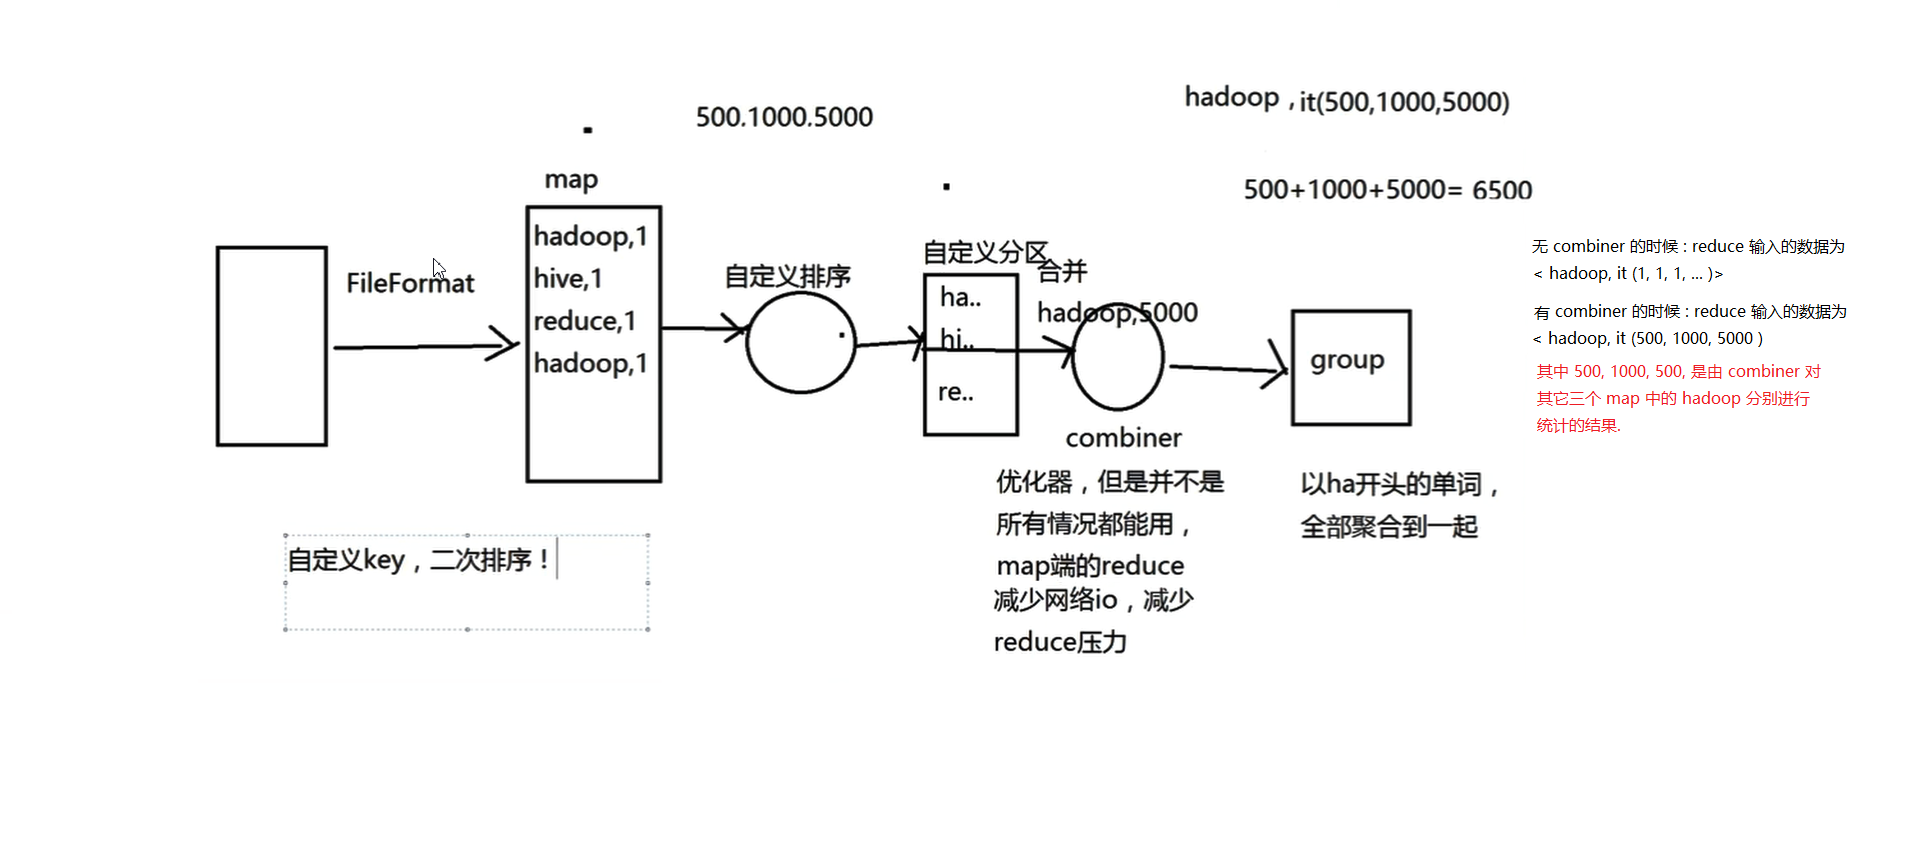 500.1000.5000
hadoop , it(500,1000,5000)
500+1000+5000= 6500
map
hadoop,1
hive,1
reduce,1
hadoop,1
FileFormat
自定义排序
自定义分区
ha..
hi..
re..
合并
hadoop,5000
combiner
优化器，但是并不是
所有情况都能用，
map端的reduce
减少网络io，减少
reduce压力
group
以ha开头的单词，
全部聚合到一起
无 combiner 的时候 : reduce 输入的数据为
< hadoop, it (1, 1, 1, ... )>
有 combiner 的时候 : reduce 输入的数据为
< hadoop, it (500, 1000, 5000 )
其中 500, 1000, 500, 是由 combiner 对
其它三个 map 中的 hadoop 分别进行
统计的结果.
自定义key，二次排序！